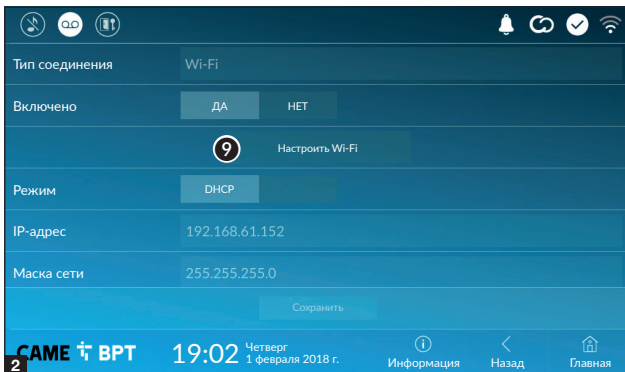 Тип соединения Wi-Fi
Включено ДА НЕТ
9 Настроить Wi-Fi
Режим DHCP
IP-адрес 192.168.61.152
Маска сети 255.255.255.0
Сохранить
CAME BPT 19:02 Четверг
1 февраля 2018 г.
Информация Назад Главная
2